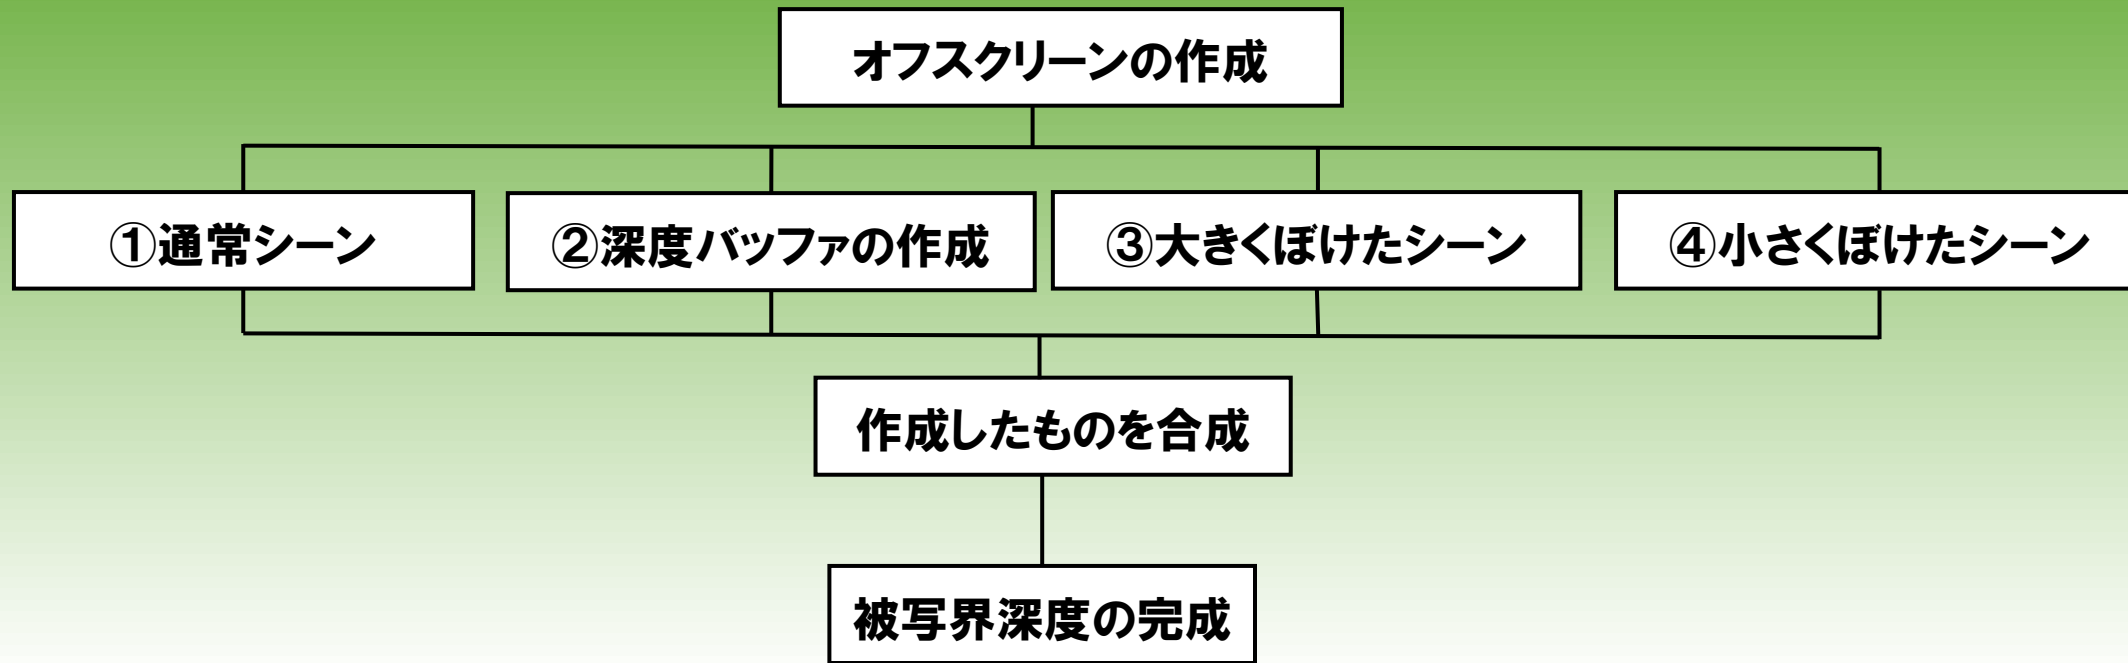 オフスクリーンの作成
①通常シーン
②深度バッファの作成
③大きくぼけたシーン
④小さくぼけたシーン
作成したものを合成
被写界深度の完成